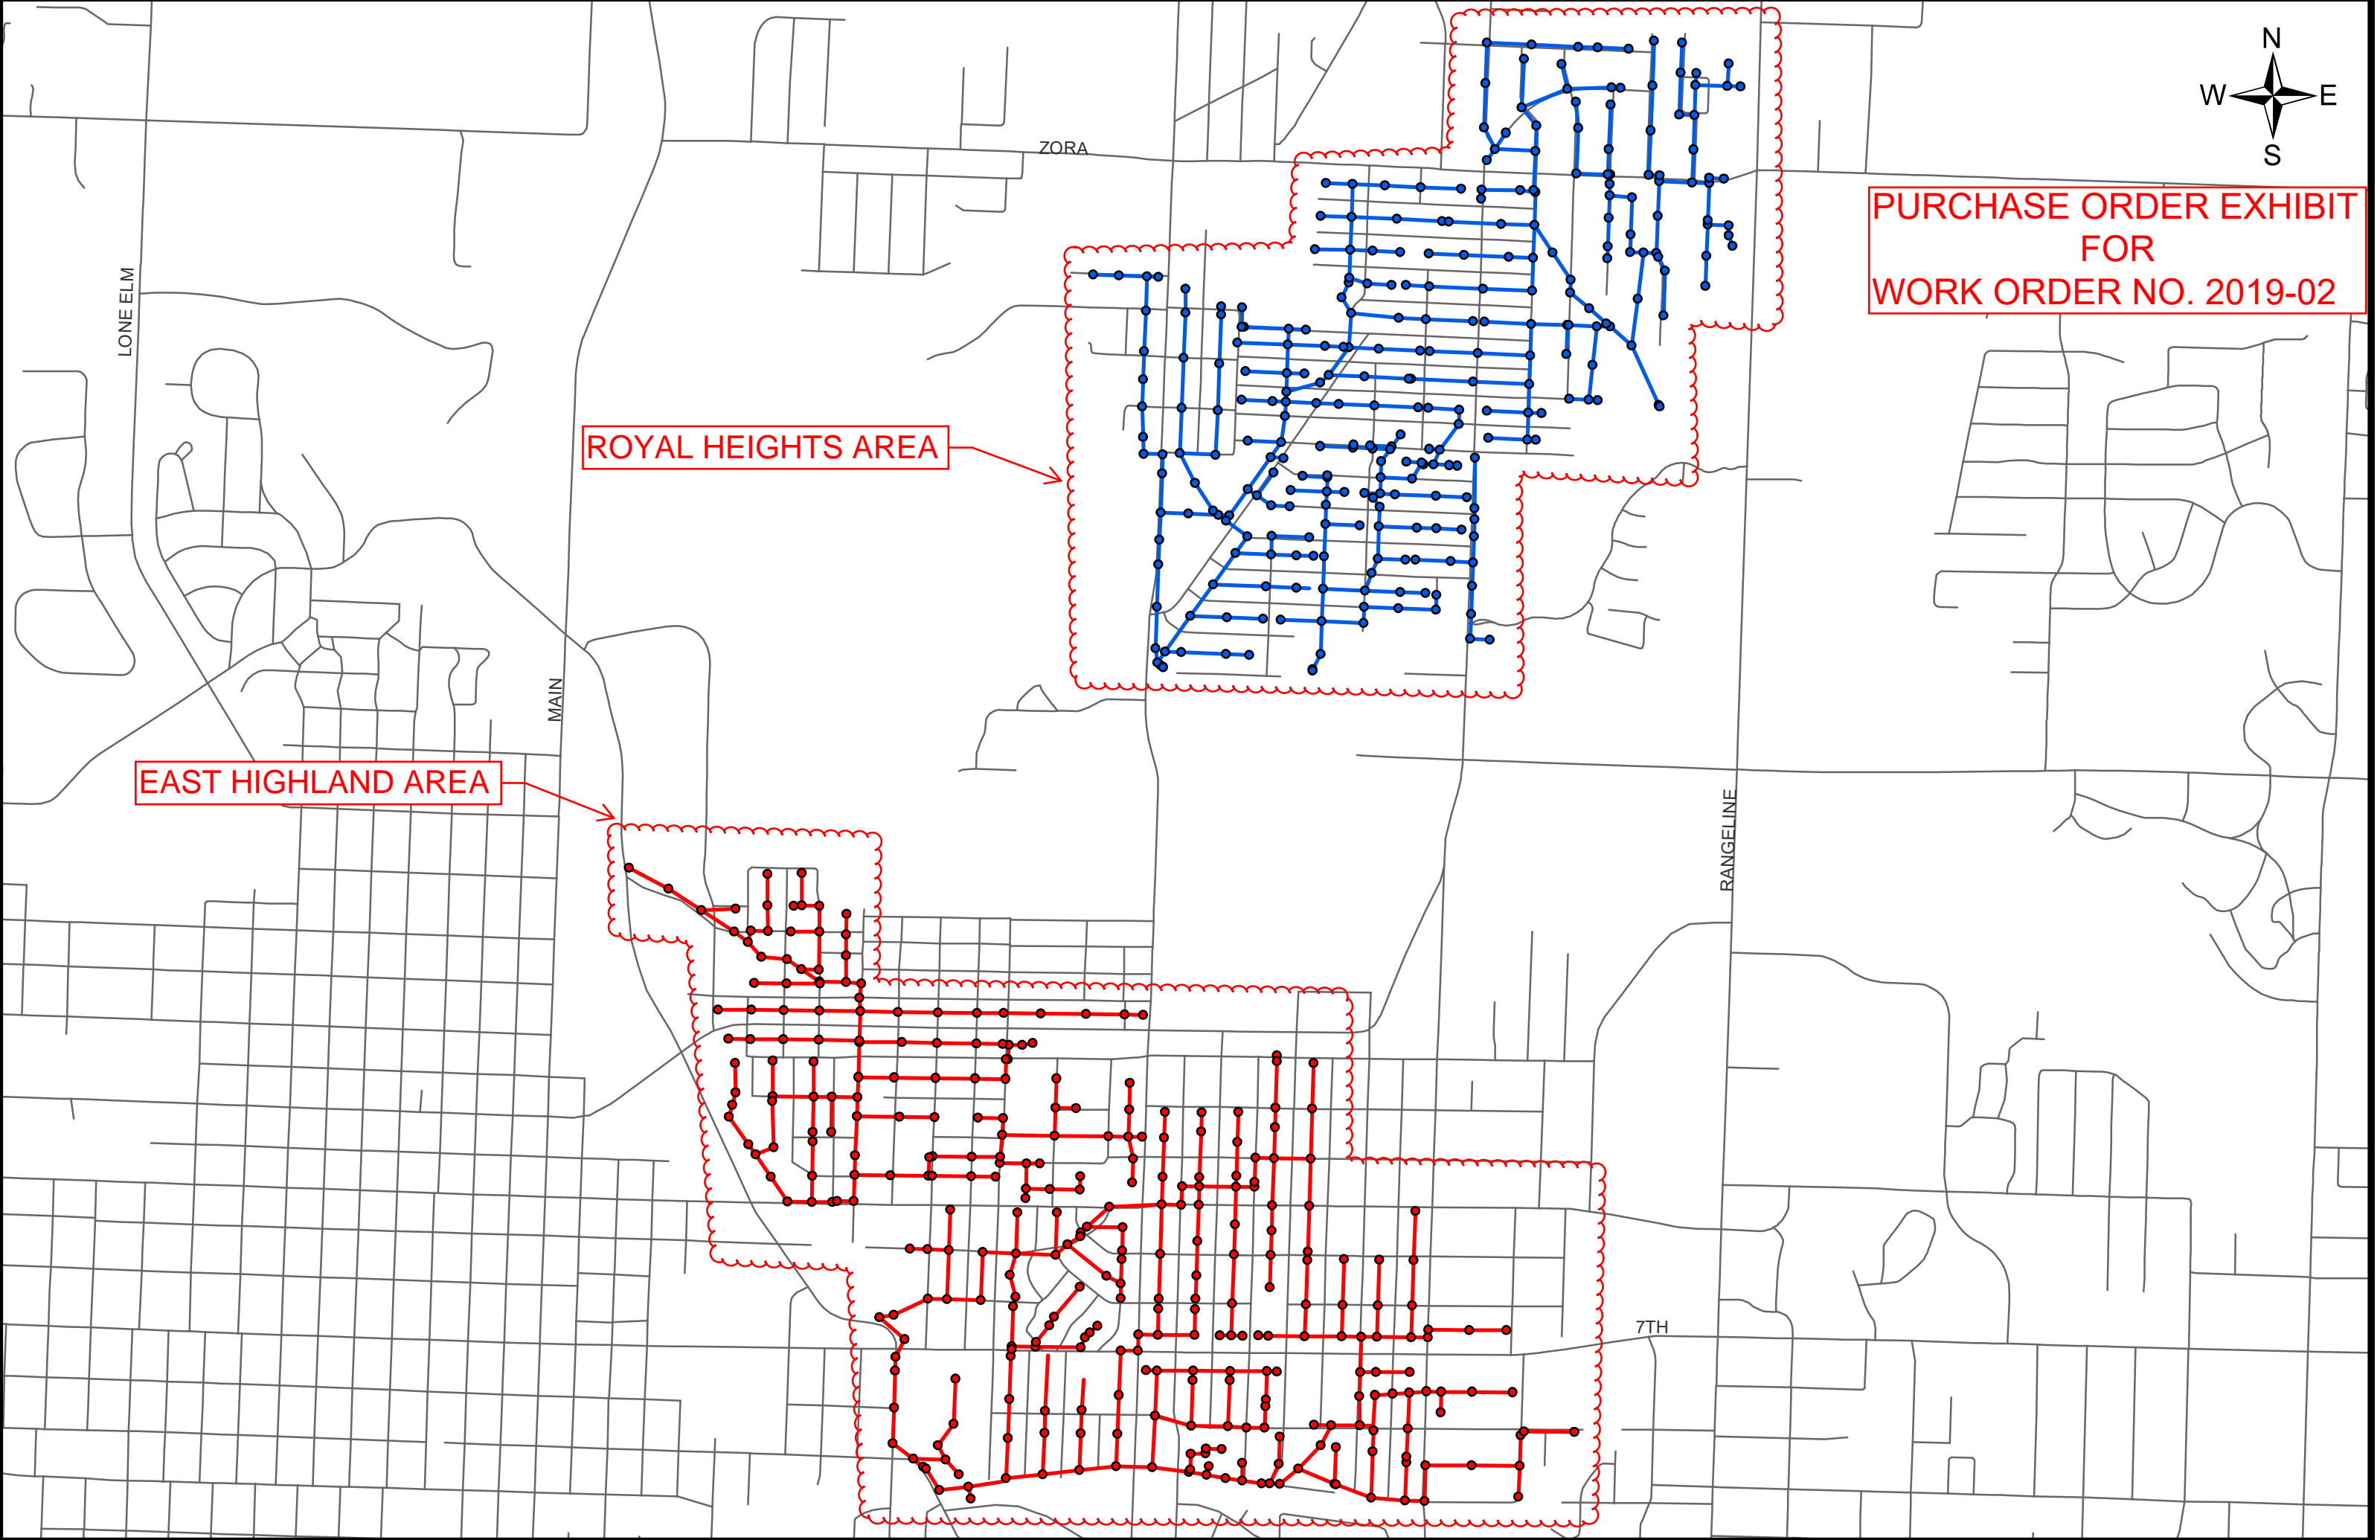 N
W
E
S
ZORA
PURCHASE ORDER EXHIBIT
FOR
WORK ORDER NO. 2019-02
LONE ELM
ROYAL HEIGHTS AREA
MAIN
EAST HIGHLAND AREA
RANGELINE
7TH